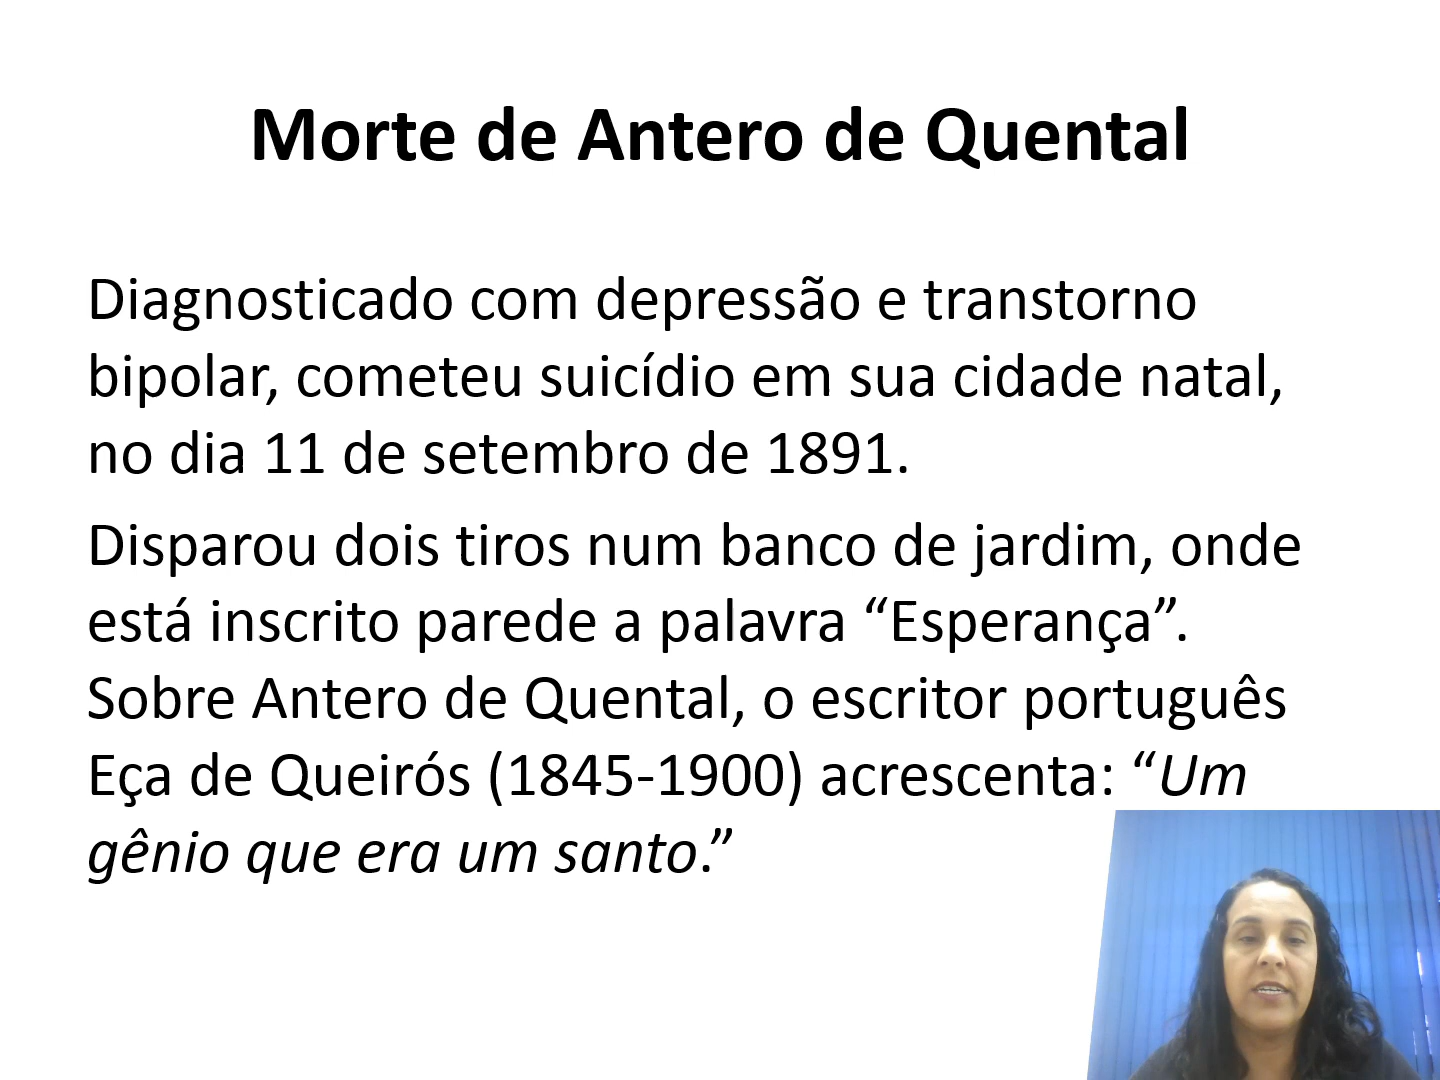 Morte de Antero de Quental
Diagnosticado com depressão e transtorno
bipolar, cometeu suicídio em sua cidade natal,
no dia 11 de setembro de 1891.
Disparou dois tiros num banco de jardim, onde
está inscrito parede a palavra “Esperança”.
Sobre Antero de Quental, o escritor português
Eça de Queirós (1845-1900) acrescenta: “Um
gênio que era um santo.”